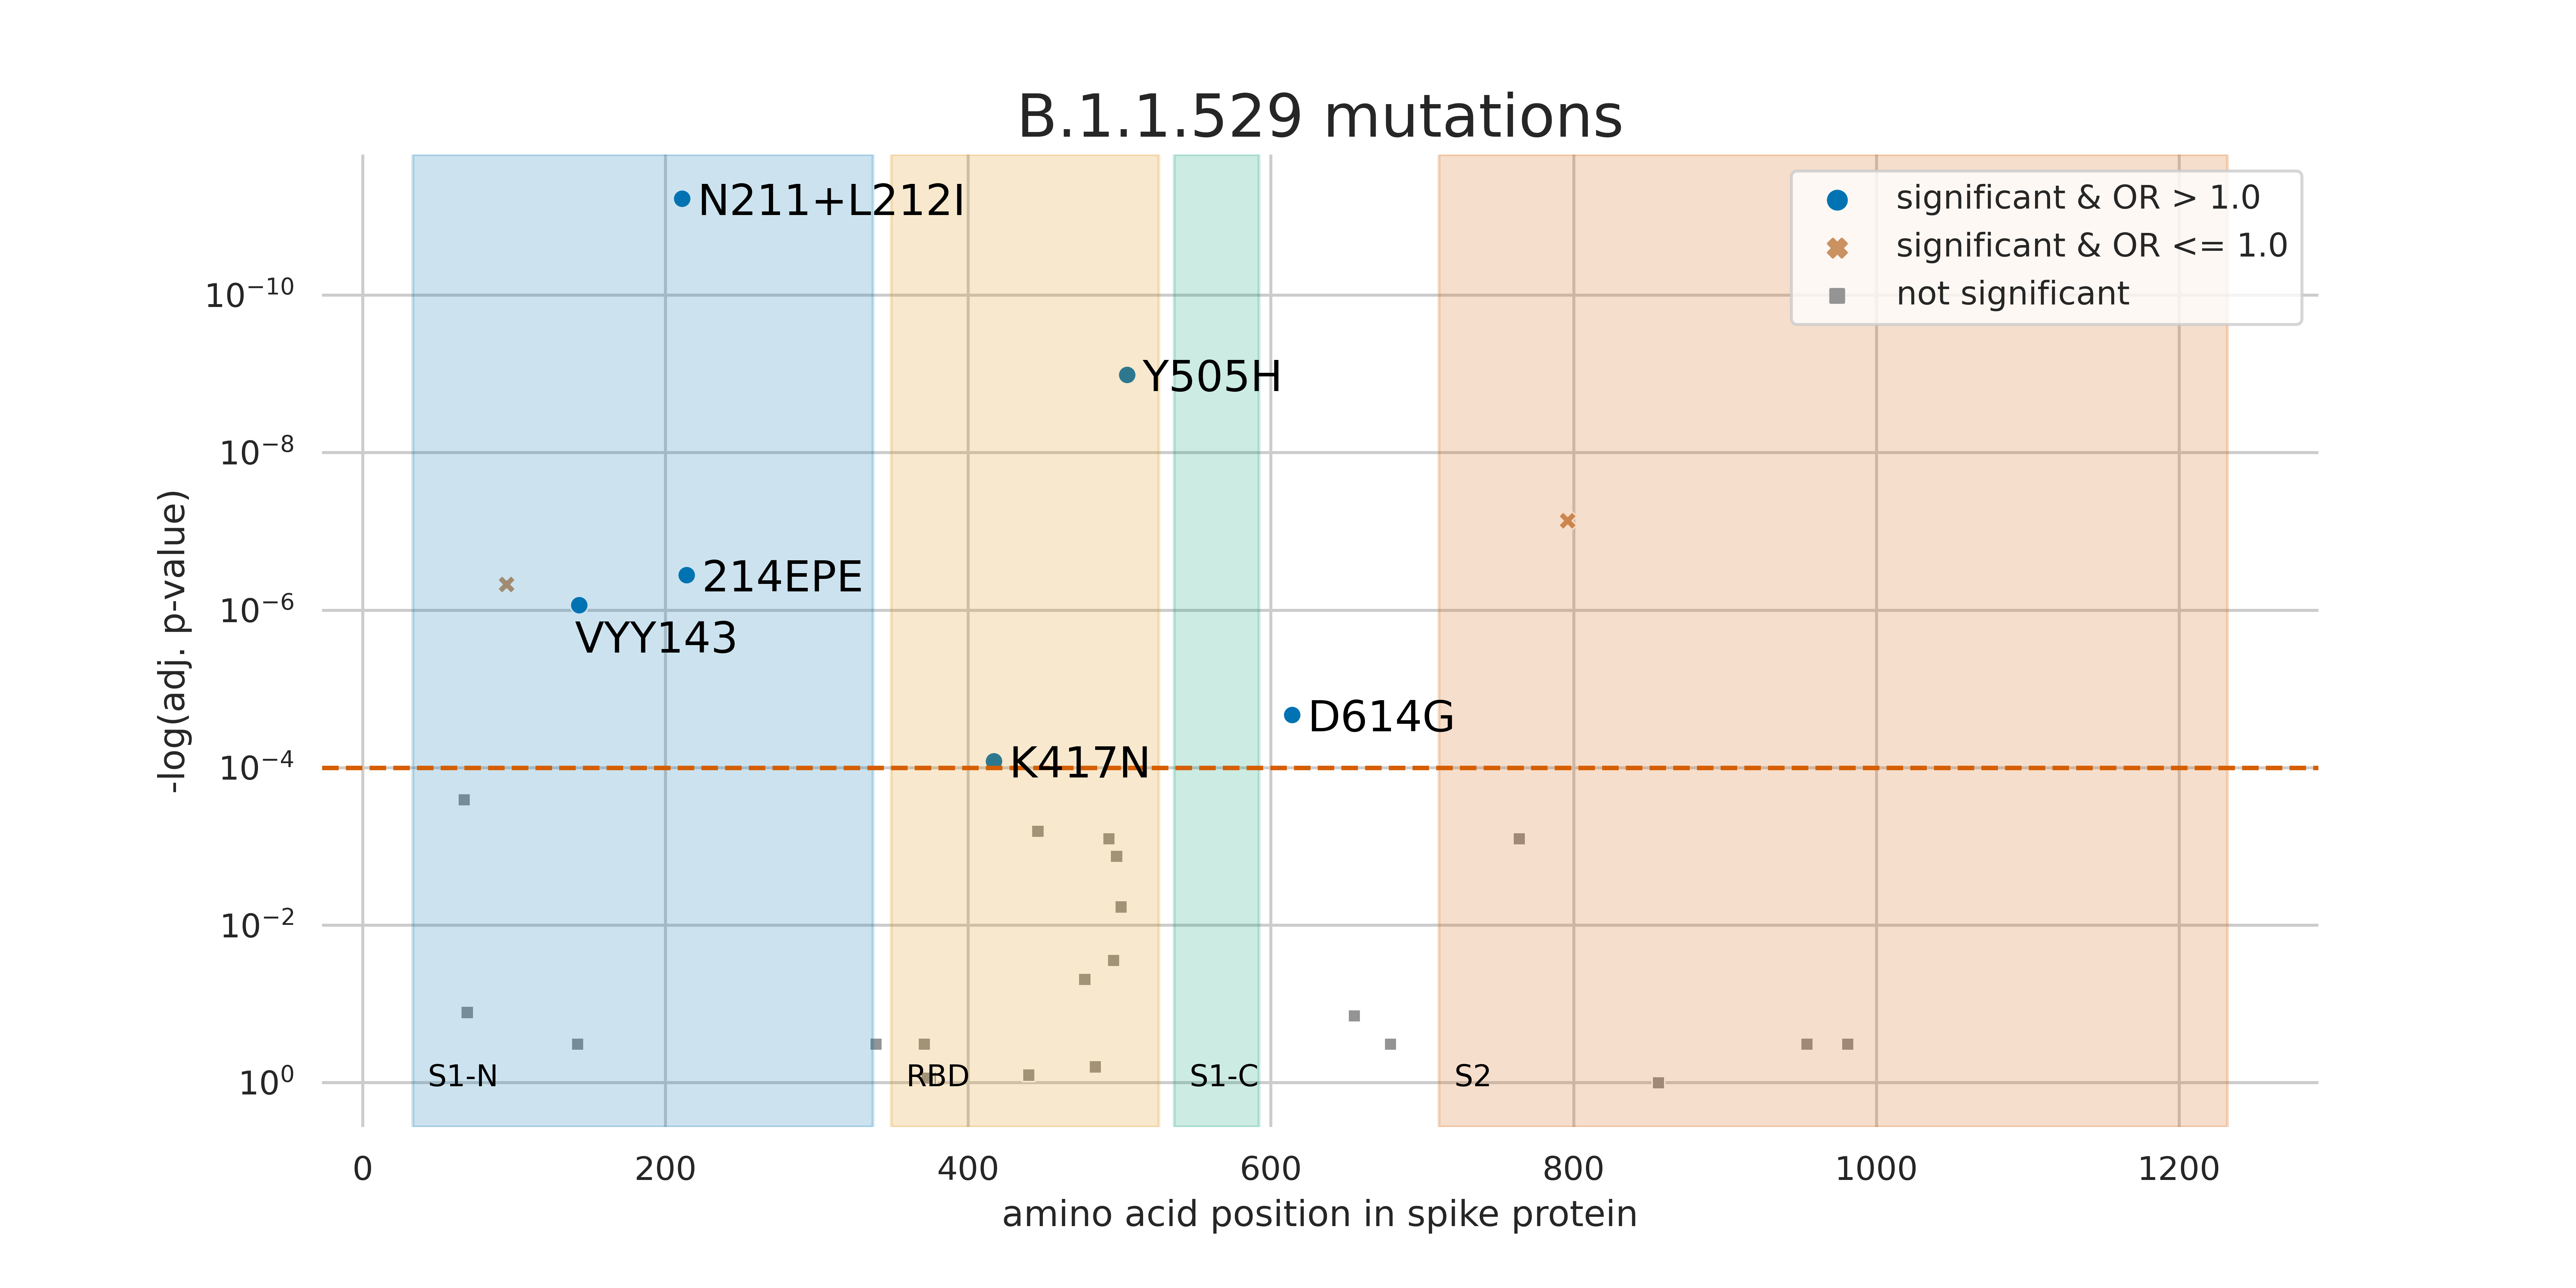 B.1.1.529 mutations
significant & OR > 1.0
significant & OR <= 1.0
not significant
N211+L212I
Y505H
214EPE
VYY143
D614G
K417N
S1-N
RBD
S1-C
S2
-log(adj. p-value)
10⁻¹⁰
10⁻⁸
10⁻⁶
10⁻⁴
10⁻²
10⁰
0 200 400 600 800 1000 1200
amino acid position in spike protein